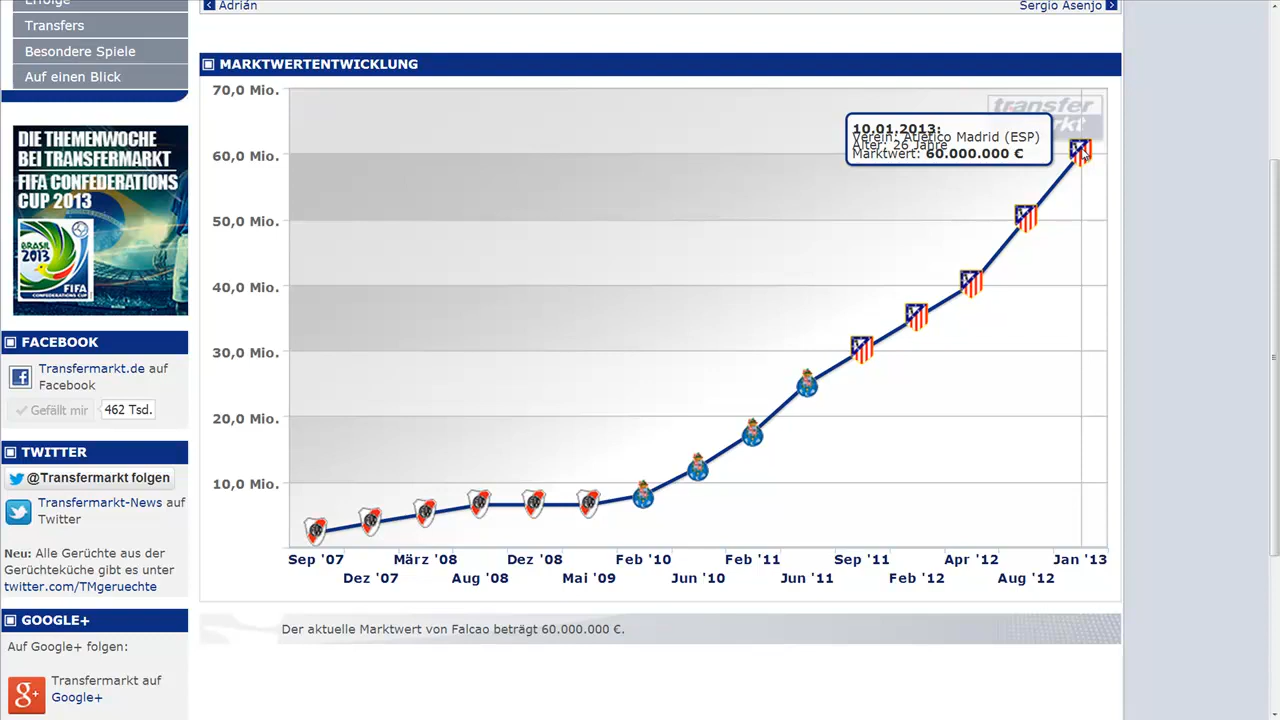 Erfolge
Transfers
Besondere Spiele
Auf einen Blick
DIE THEMENWOCHE
BEI TRANSFERMARKT
FIFA CONFEDERATIONS
CUP 2013
BRASIL
2013
FIFA
CONFEDERATIONS CUP
FACEBOOK
Transfermarkt.de auf
Facebook
Gefällt mir 462 Tsd.
TWITTER
@Transfermarkt folgen
Transfermarkt-News auf
Twitter
Neu: Alle Gerüchte aus der
Gerüchteküche gibt es unter
twitter.com/TMgeruechte
GOOGLE+
Auf Google+ folgen:
Transfermarkt auf
Google+
Adrián
Sergio Asenjo
MARKTWERTENTWICKLUNG
70,0 Mio.
60,0 Mio.
50,0 Mio.
40,0 Mio.
30,0 Mio.
20,0 Mio.
10,0 Mio.
transfer
10.01.2013:
Verein: Atlético Madrid (ESP)
Alter: 26 Jahre
Marktwert: 60.000.000 €
Sep '07 März '08 Dez '08 Feb '10 Feb '11 Sep '11 Apr '12 Jan '13
Dez '07 Aug '08 Mai '09 Jun '10 Jun '11 Feb '12 Aug '12
Der aktuelle Marktwert von Falcao beträgt 60.000.000 €.